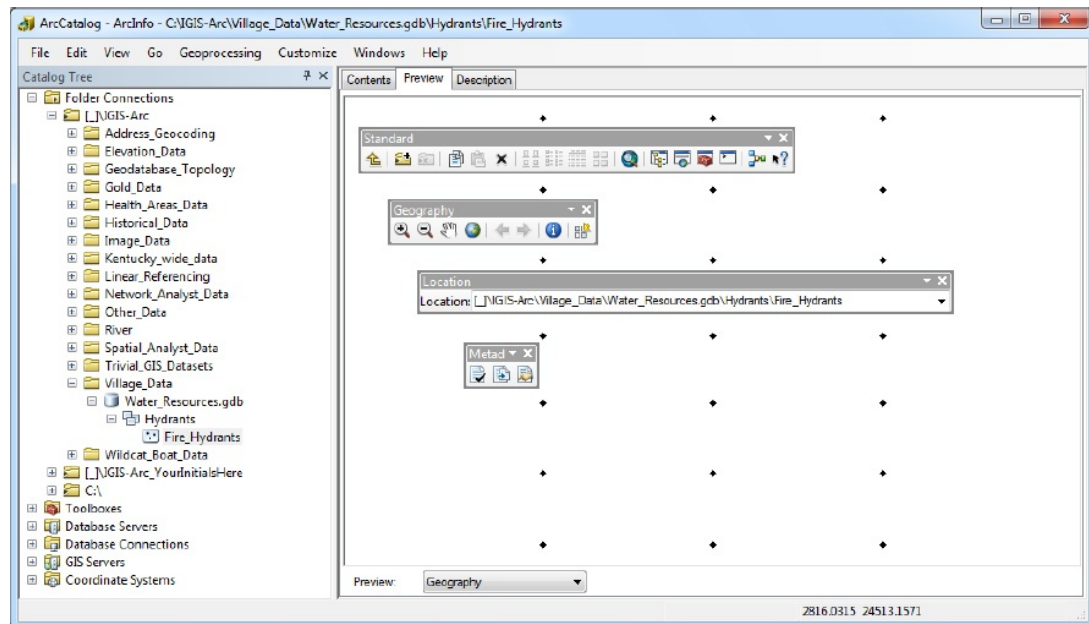 ArcCatalog - ArcInfo - C:\IGIS-Arc\Village_Data\Water_Resources.gdb\Hydrants\Fire_Hydrants
File Edit View Go Geoprocessing Customize Windows Help
Catalog Tree
Folder Connections
[_]\IGIS-Arc
Address_Geocoding
Elevation_Data
Geodatabase_Topology
Gold_Data
Health_Areas_Data
Historical_Data
Image_Data
Kentucky_wide_data
Linear_Referencing
Network_Analyst_Data
Other_Data
River
Spatial_Analyst_Data
Trivial_GIS_Datasets
Village_Data
Water_Resources.gdb
Hydrants
Fire_Hydrants
Wildcat_Boat_Data
[_]\IGIS-Arc_YourInitialsHere
C:\
Toolboxes
Database Servers
Database Connections
GIS Servers
Coordinate Systems
Contents Preview Description
Standard
Geography
Location
Location: [_]\IGIS-Arc\Village_Data\Water_Resources.gdb\Hydrants\Fire_Hydrants
Metad
Preview: Geography
2816.0315 24513.1571